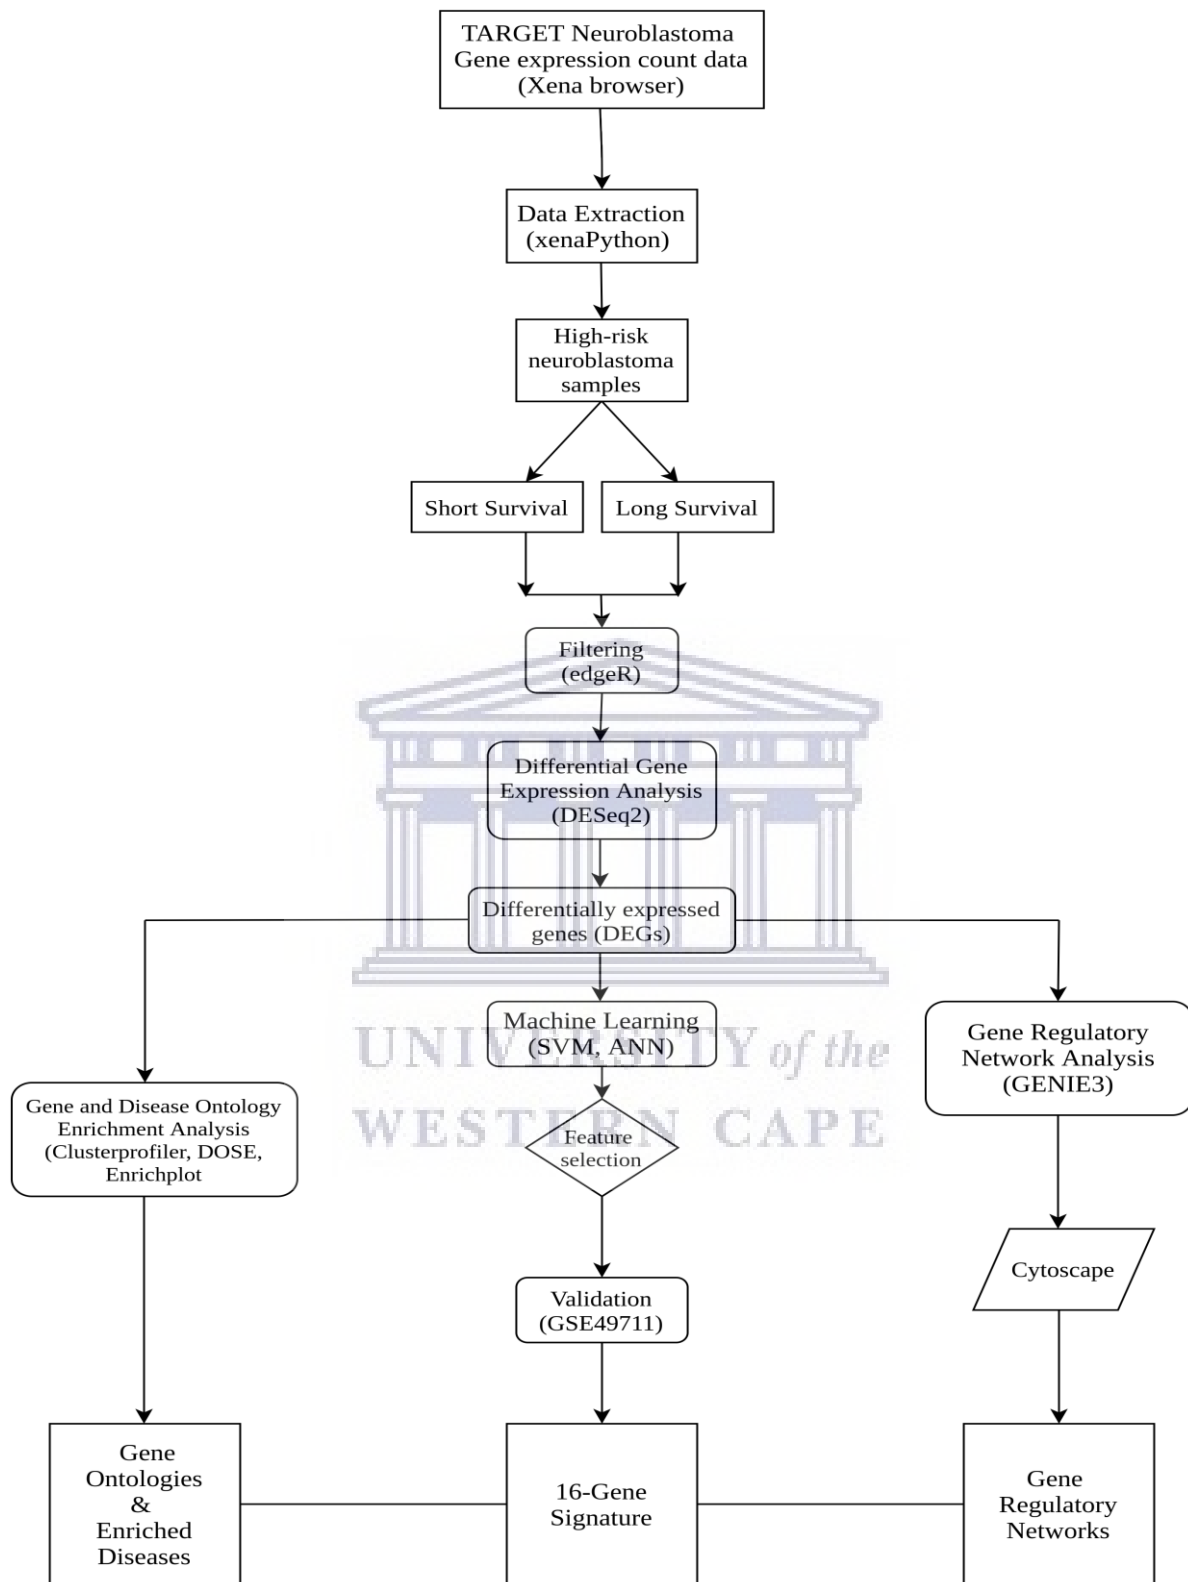 TARGET Neuroblastoma
Gene expression count data
(Xena browser)
Data Extraction
(xenaPython)
High-risk
neuroblastoma
samples
Short Survival
Long Survival
Filtering
(edgeR)
Differential Gene
Expression Analysis
(DESeq2)
Differentially expressed
genes (DEGs)
Machine Learning
(SVM, ANN)
Gene Regulatory
Network Analysis
(GENIE3)
UNIVERSITY of the
WESTERN CAPE
Gene and Disease Ontology
Enrichment Analysis
(Clusterprofiler, DOSE,
Enrichplot
Feature
selection
Cytoscape
Validation
(GSE49711)
Gene
Ontologies
&
Enriched
Diseases
16-Gene
Signature
Gene
Regulatory
Networks